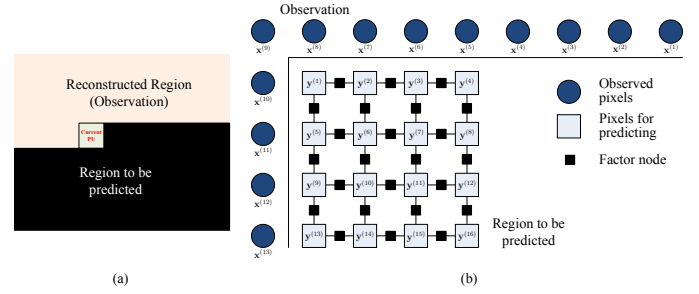 Observation
x(9) x(8) x(7) x(6) x(5) x(4) x(3) x(2) x(1)
Reconstructed Region
(Observation)
Current
PU
Region to be
predicted
(a)
x(10)
x(11)
x(12)
x(13)
y(1) y(2) y(3) y(4)
y(5) y(6) y(7) y(8)
y(9) y(10) y(11) y(12)
y(13) y(14) y(15) y(16)
Observed
pixels
Pixels for
predicting
Factor node
Region to be
predicted
(b)